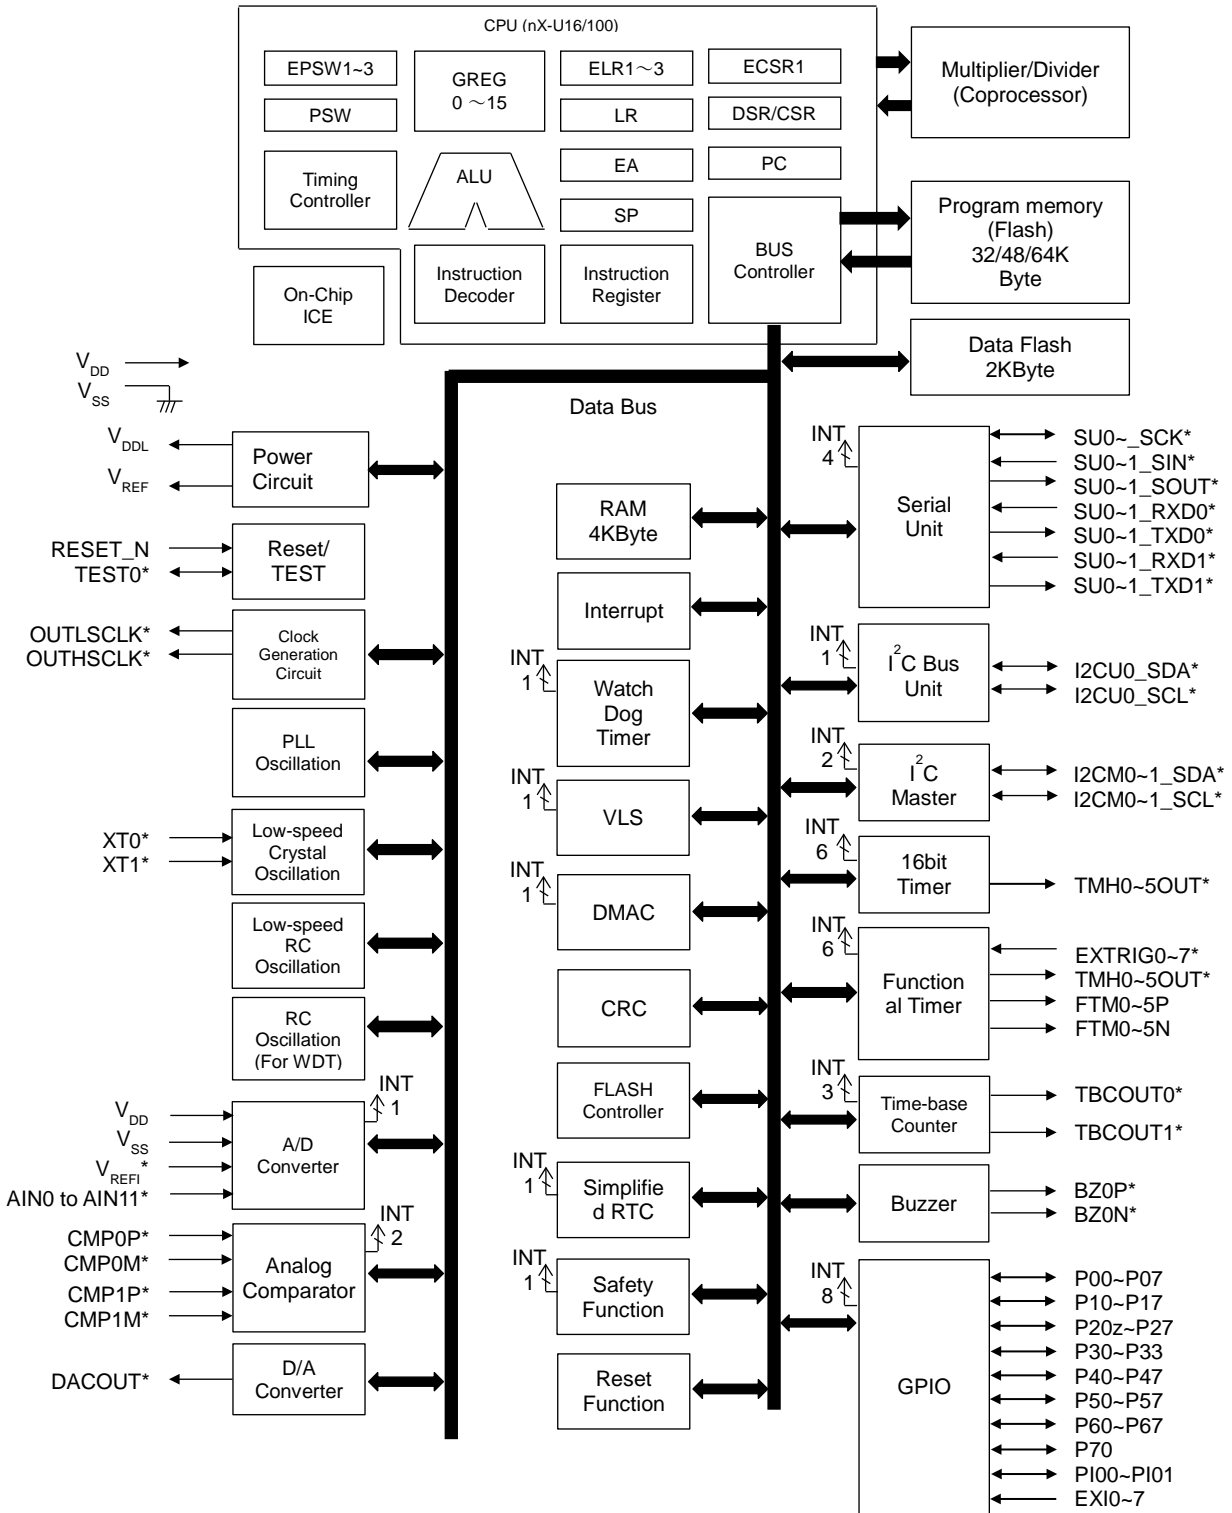 CPU (nX-U16/100)
EPSW1~3
GREG
0 ～15
ELR1～3
ECSR1
PSW
LR
DSR/CSR
Timing
Controller
ALU
EA
PC
SP
BUS
Controller
Instruction
Decoder
Instruction
Register
On-Chip
ICE
Multiplier/Divider
(Coprocessor)
Program memory
(Flash)
32/48/64K
Byte
Data Flash
2KByte
VDD
VSS
Data Bus
VDDL
VREF
Power
Circuit
RESET_N
TEST0*
Reset/
TEST
OUTLSCLK*
OUTHSCLK*
Clock
Generation
Circuit
PLL
Oscillation
XT0*
XT1*
Low-speed
Crystal
Oscillation
Low-speed
RC
Oscillation
RC
Oscillation
(For WDT)
VDD
VSS
VREFI*
AIN0 to AIN11*
A/D
Converter
INT
1
CMP0P*
CMP0M*
CMP1P*
CMP1M*
Analog
Comparator
INT
2
DACOUT*
D/A
Converter
RAM
4KByte
Interrupt
INT
1
Watch
Dog
Timer
INT
1
VLS
INT
1
DMAC
CRC
FLASH
Controller
INT
1
Simplifie
d RTC
INT
1
Safety
Function
Reset
Function
INT
4
Serial
Unit
SU0~_SCK*
SU0~1_SIN*
SU0~1_SOUT*
SU0~1_RXD0*
SU0~1_TXD0*
SU0~1_RXD1*
SU0~1_TXD1*
INT
1
I2C Bus
Unit
I2CU0_SDA*
I2CU0_SCL*
INT
2
I2C
Master
I2CM0~1_SDA*
I2CM0~1_SCL*
INT
6
16bit
Timer
TMH0~5OUT*
INT
6
Function
al Timer
EXTRIG0~7*
TMH0~5OUT*
FTM0~5P
FTM0~5N
INT
3
Time-base
Counter
TBCOUT0*
TBCOUT1*
Buzzer
BZ0P*
BZ0N*
INT
8
GPIO
P00~P07
P10~P17
P20z~P27
P30~P33
P40~P47
P50~P57
P60~P67
P70
PI00~PI01
EXI0~7